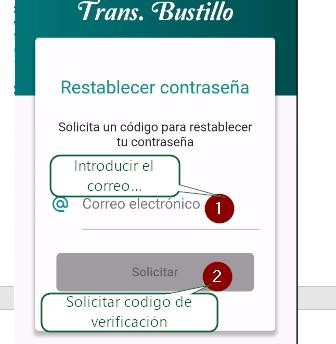 Trans. Bustillo
Restablecer contraseña
Solicita un código para restablecer
tu contraseña
Introducir el
correo...
@ Correo electrónico 1
Solicitar 2
Solicitar codigo de
verificación